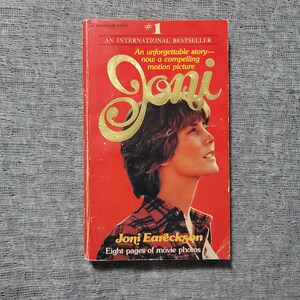 #1
AN INTERNATIONAL BESTSELLER
An unforgettable story—
now a compelling
motion picture
Joni
Joni Eareckson
Eight pages of movie photos